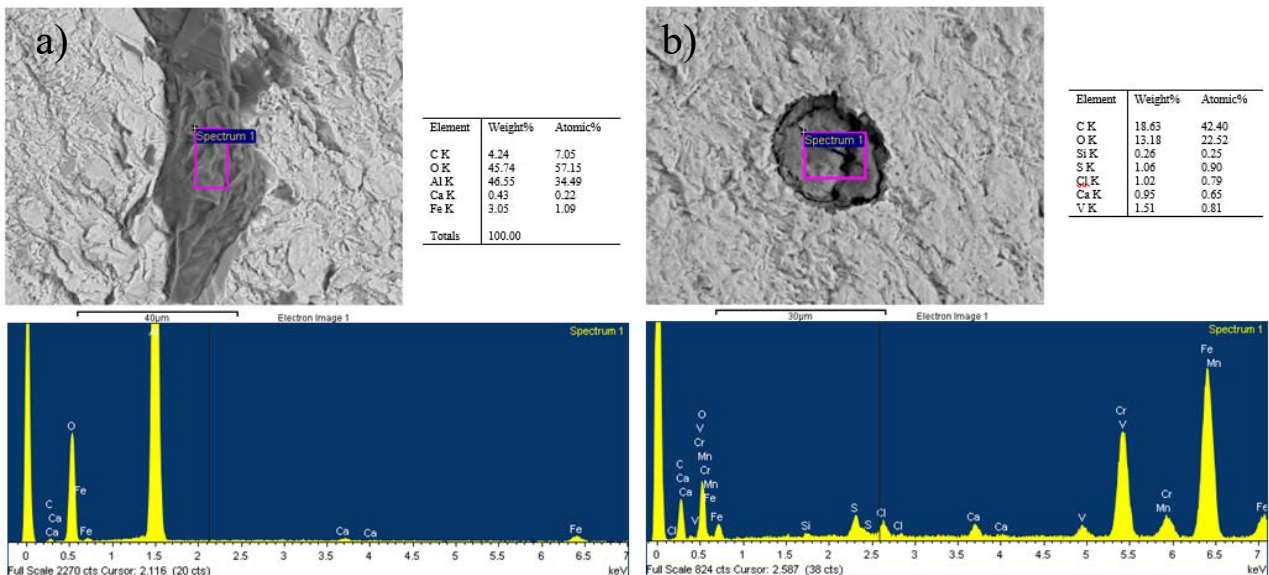 a)
Spectrum 1
40µm
Electron Image 1
Element Weight% Atomic%
C K 4.24 7.05
O K 45.74 57.15
Al K 46.55 34.49
Ca K 0.43 0.22
Fe K 3.05 1.09
Totals 100.00
Spectrum 1
O
Fe
C
Ca
Ca
Fe
Ca
Ca
Fe
0 0.5 1 1.5 2 2.5 3 3.5 4 4.5 5 5.5 6 6.5 7
Full Scale 2270 cts Cursor: 2.116 (20 cts)
keV
b)
Spectrum 1
30µm
Electron Image 1
Element Weight% Atomic%
C K 18.63 42.40
O K 13.18 22.52
Si K 0.26 0.25
S K 1.06 0.90
Cl K 1.02 0.79
Ca K 0.95 0.65
V K 1.51 0.81
Spectrum 1
Fe
Mn
O
V
Cr
Mn
Cr
Mn
Fe
C
Ca
Ca
Cl
V
Fe
Si
S
S
Cl
Cl
Ca
Ca
V
Cr
V
Cr
Mn
Fe
0 0.5 1 1.5 2 2.5 3 3.5 4 4.5 5 5.5 6 6.5 7
Full Scale 824 cts Cursor: 2.587 (38 cts)
keV